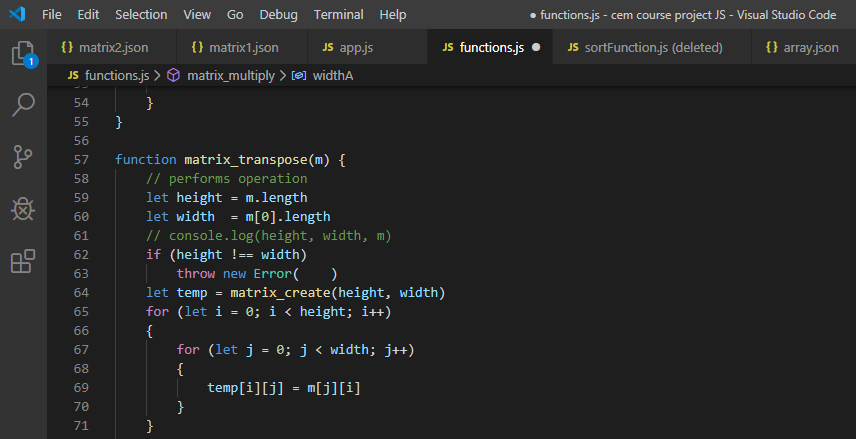 File Edit Selection View Go Debug Terminal Help ● functions.js - cem course project JS - Visual Studio Code
{} matrix2.json {} matrix1.json JS app.js JS functions.js ● JS sortFunction.js (deleted) {} array.json
JS functions.js > matrix_multiply > widthA
1
54 }
55 }
56
57 function matrix_transpose(m) {
58 // performs operation
59 let height = m.length
60 let width  = m[0].length
61 // console.log(height, width, m)
62 if (height !== width)
63 throw new Error(    )
64 let temp = matrix_create(height, width)
65 for (let i = 0; i < height; i++)
66 {
67 for (let j = 0; j < width; j++)
68 {
69 temp[i][j] = m[j][i]
70 }
71 }